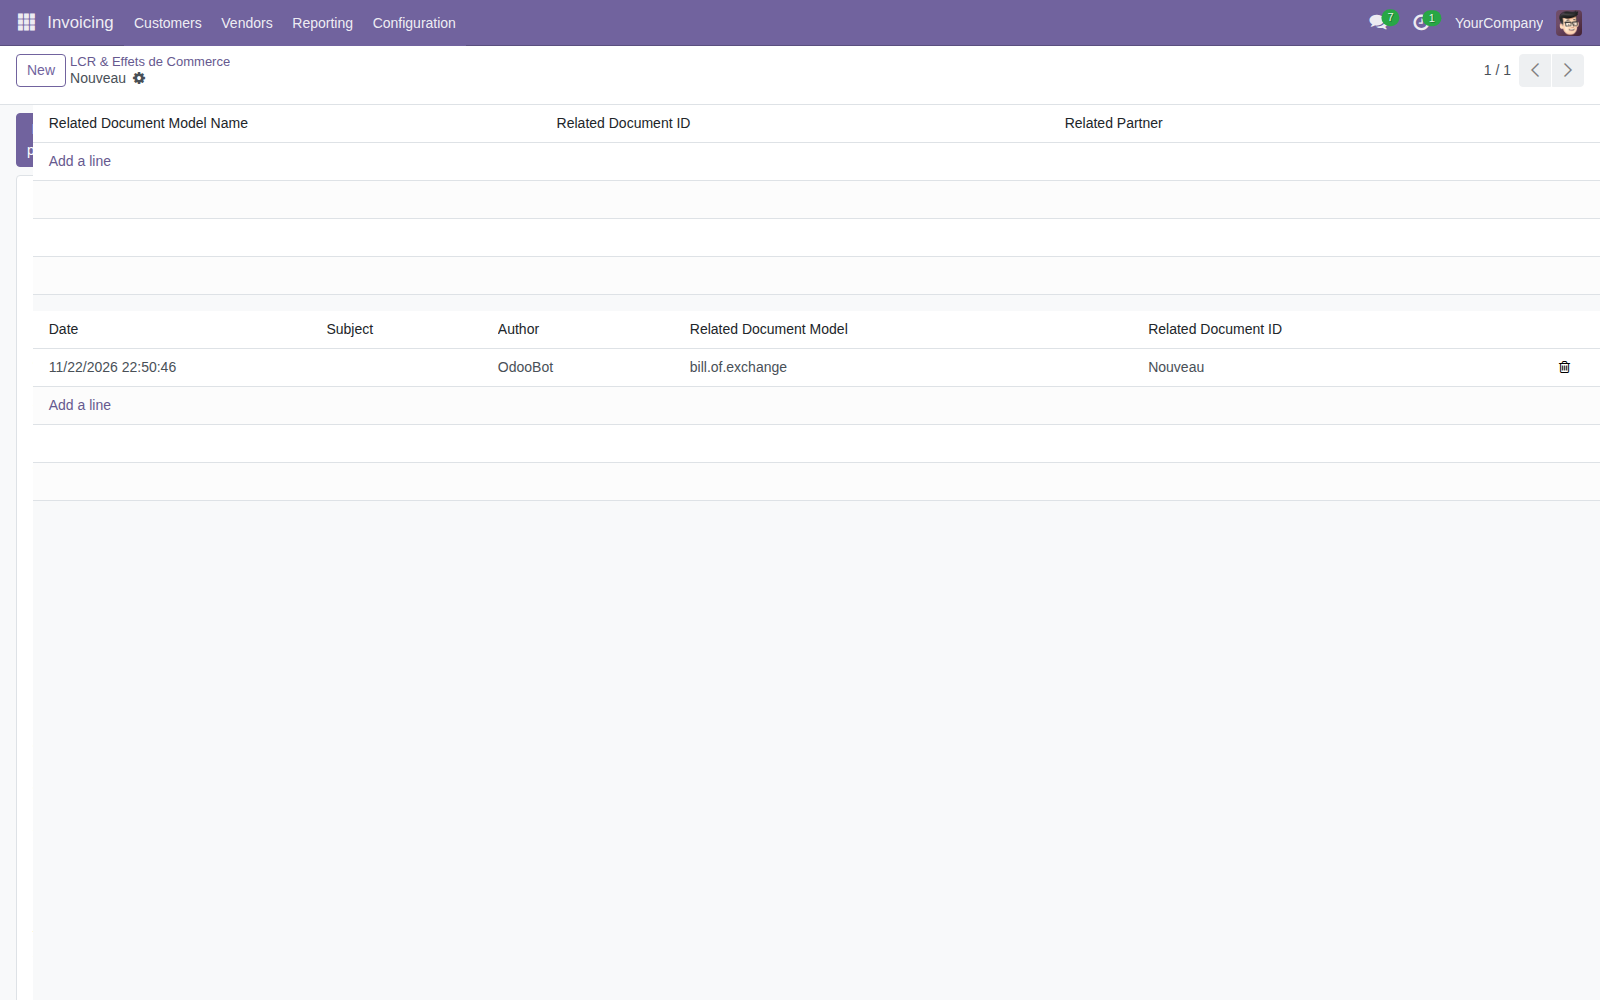 Invoicing Customers Vendors Reporting Configuration 7 1 YourCompany
New LCR & Effets de Commerce
Nouveau 1 / 1
Related Document Model Name Related Document ID Related Partner
p
Add a line
Date Subject Author Related Document Model Related Document ID
11/22/2026 22:50:46 OdooBot bill.of.exchange Nouveau
Add a line